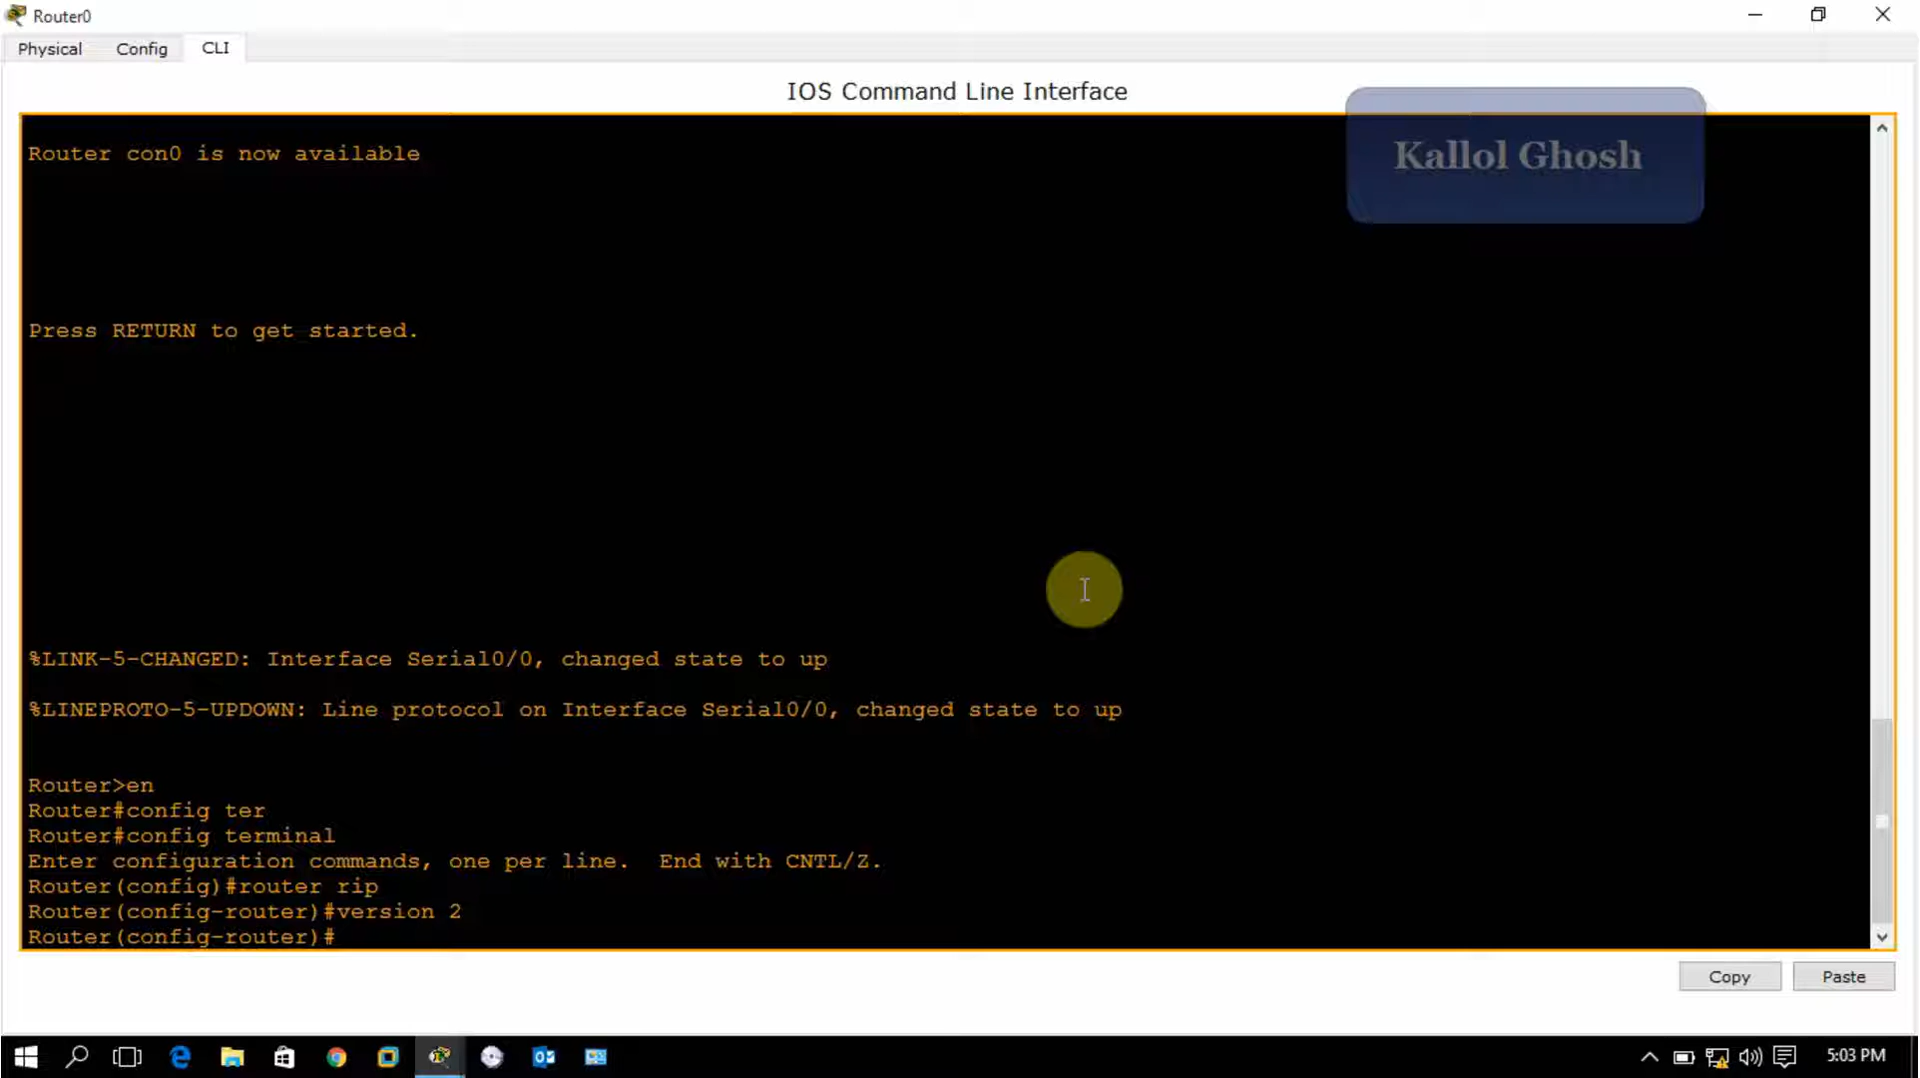 Router0
Physical
Config
CLI
IOS Command Line Interface
Kallol Ghosh
Router con0 is now available
Press RETURN to get started.
%LINK-5-CHANGED: Interface Serial0/0, changed state to up
%LINEPROTO-5-UPDOWN: Line protocol on Interface Serial0/0, changed state to up
Router>en
Router#config ter
Router#config terminal
Enter configuration commands, one per line.  End with CNTL/Z.
Router(config)#router rip
Router(config-router)#version 2
Router(config-router)#
Copy
Paste
5:03 PM